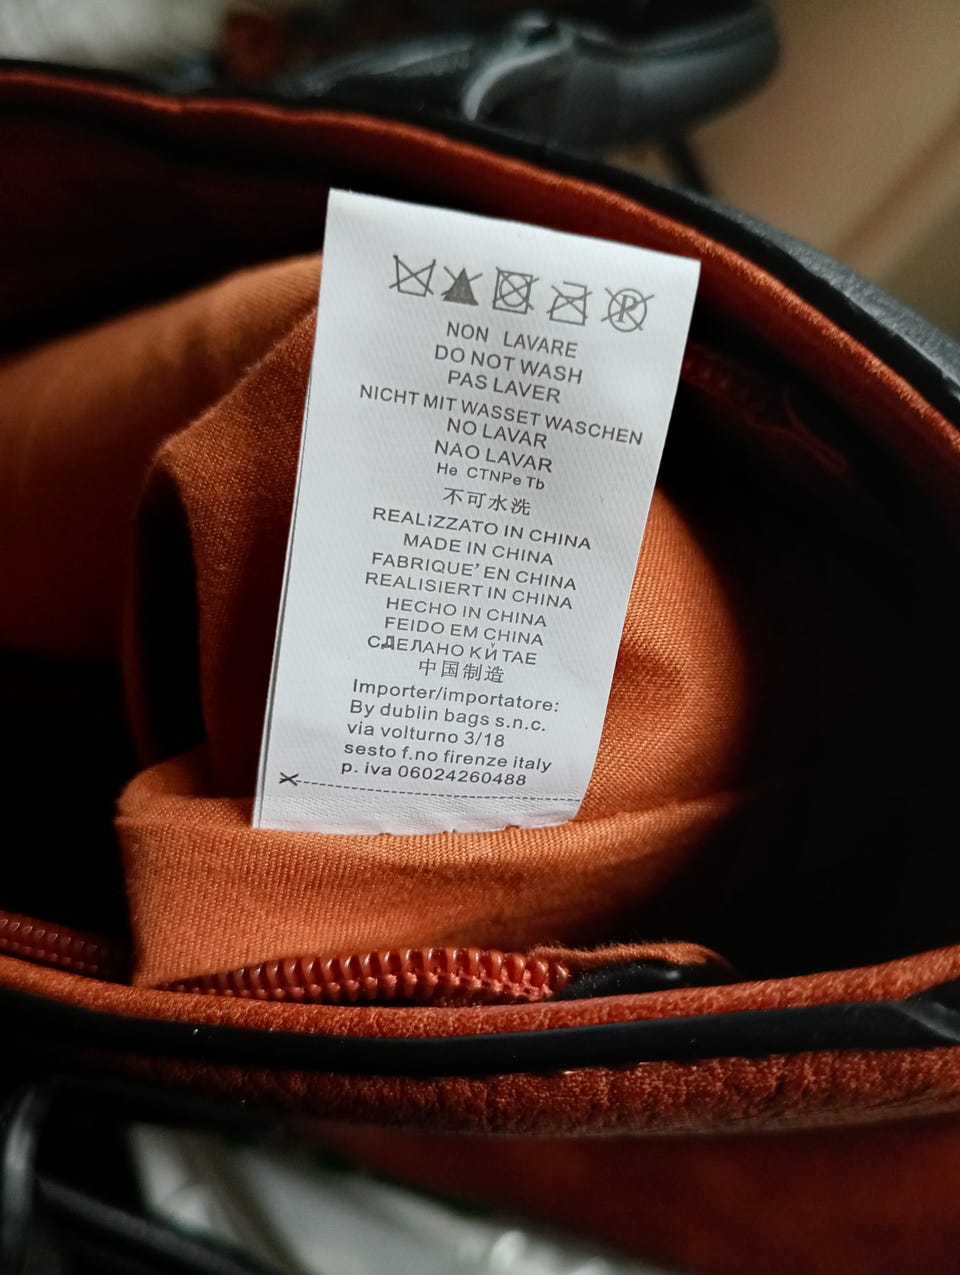 P
NON LAVARE
DO NOT WASH
PAS LAVER
NICHT MIT WASSET WASCHEN
NO LAVAR
NAO LAVAR
He CTNPe Tb
不可水洗
REALIZZATO IN CHINA
MADE IN CHINA
FABRIQUE' EN CHINA
REALISIERT IN CHINA
HECHO IN CHINA
FEIDO EM CHINA
СДЕЛАНО КИ́ТАЕ
中国制造
Importer/importatore:
By dublin bags s.n.c.
via volturno 3/18
sesto f.no firenze italy
p. iva 06024260488